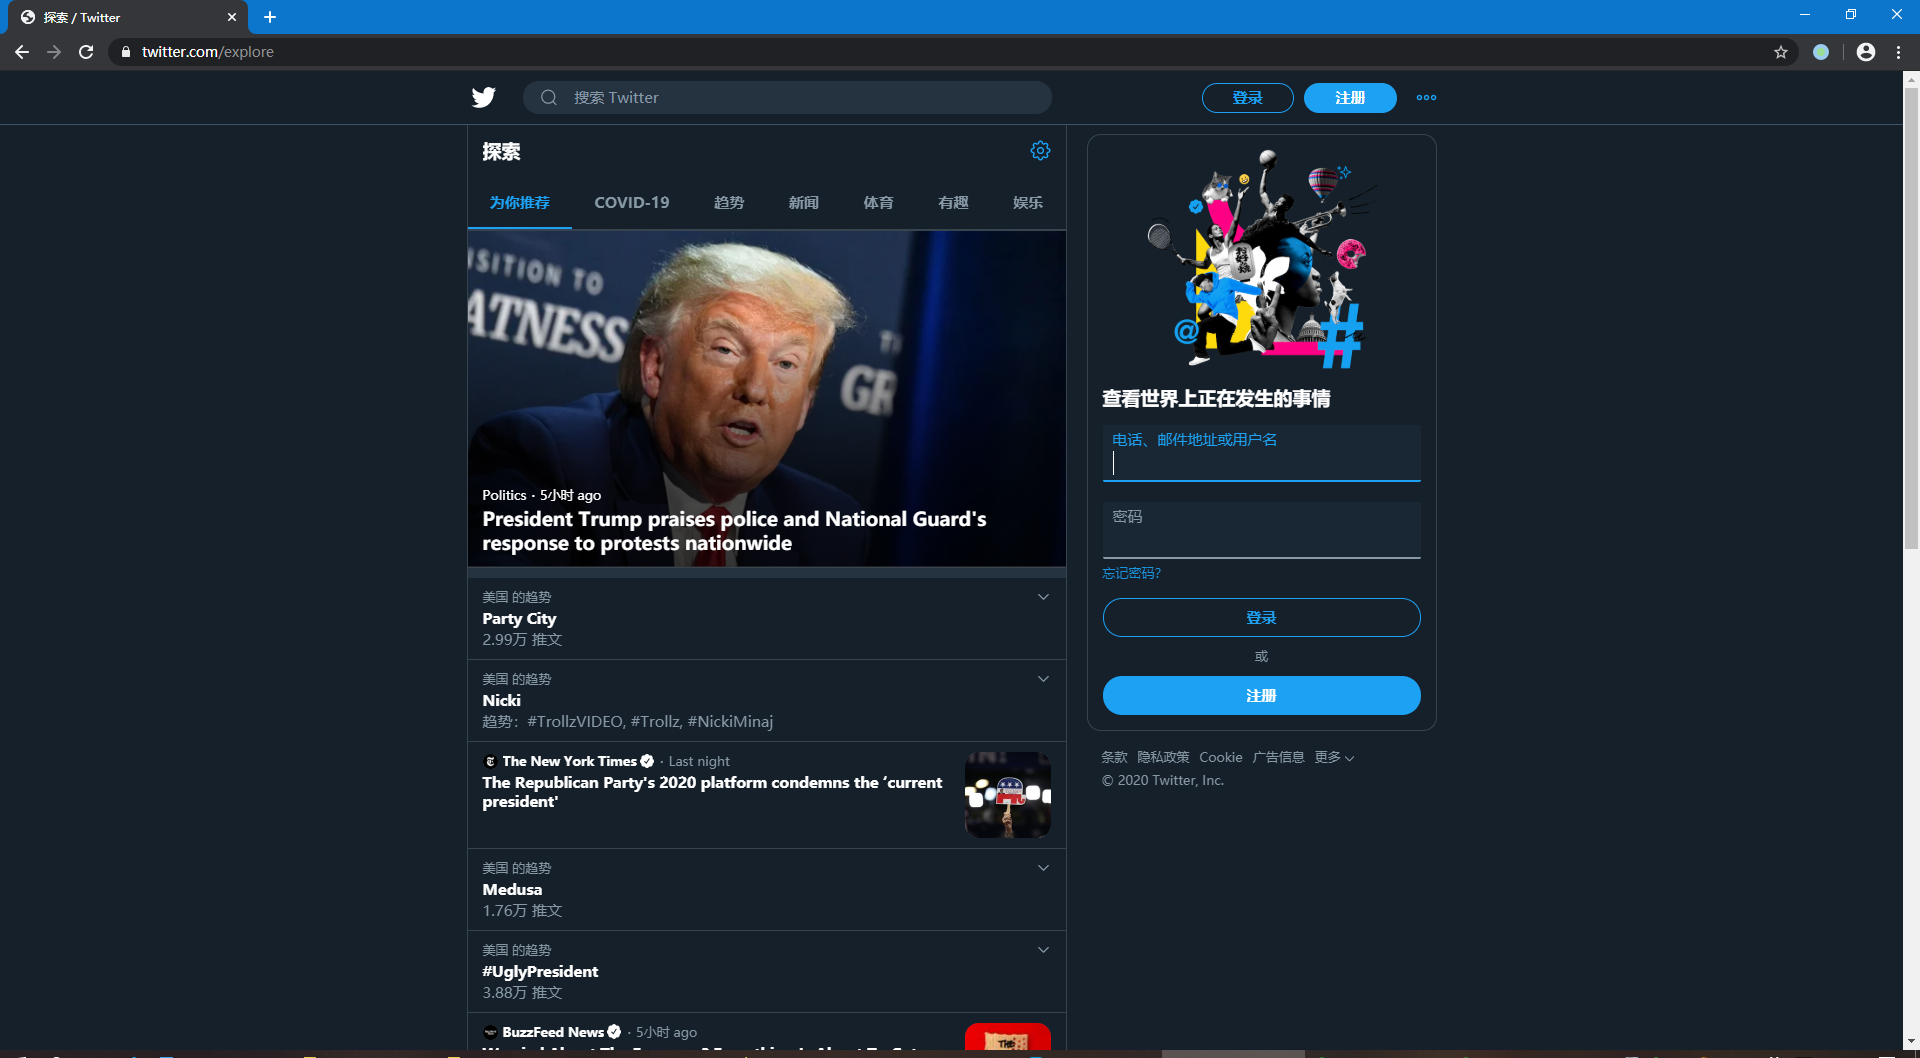 探索 / Twitter
twitter.com/explore
搜索 Twitter
登录
注册
探索
为你推荐
COVID-19
趋势
新闻
体育
有趣
娱乐
SITION TO
ATNESS
GR
Politics · 5小时 ago
President Trump praises police and National Guard's
response to protests nationwide
美国 的趋势
Party City
2.99万 推文
美国 的趋势
Nicki
趋势：#TrollzVIDEO, #Trollz, #NickiMinaj
The New York Times · Last night
The Republican Party's 2020 platform condemns the ‘current
president'
美国 的趋势
Medusa
1.76万 推文
美国 的趋势
#UglyPresident
3.88万 推文
BuzzFeed News · 5小时 ago
@
#
查看世界上正在发生的事情
电话、邮件地址或用户名
密码
忘记密码?
登录
或
注册
条款 隐私政策 Cookie 广告信息 更多
© 2020 Twitter, Inc.